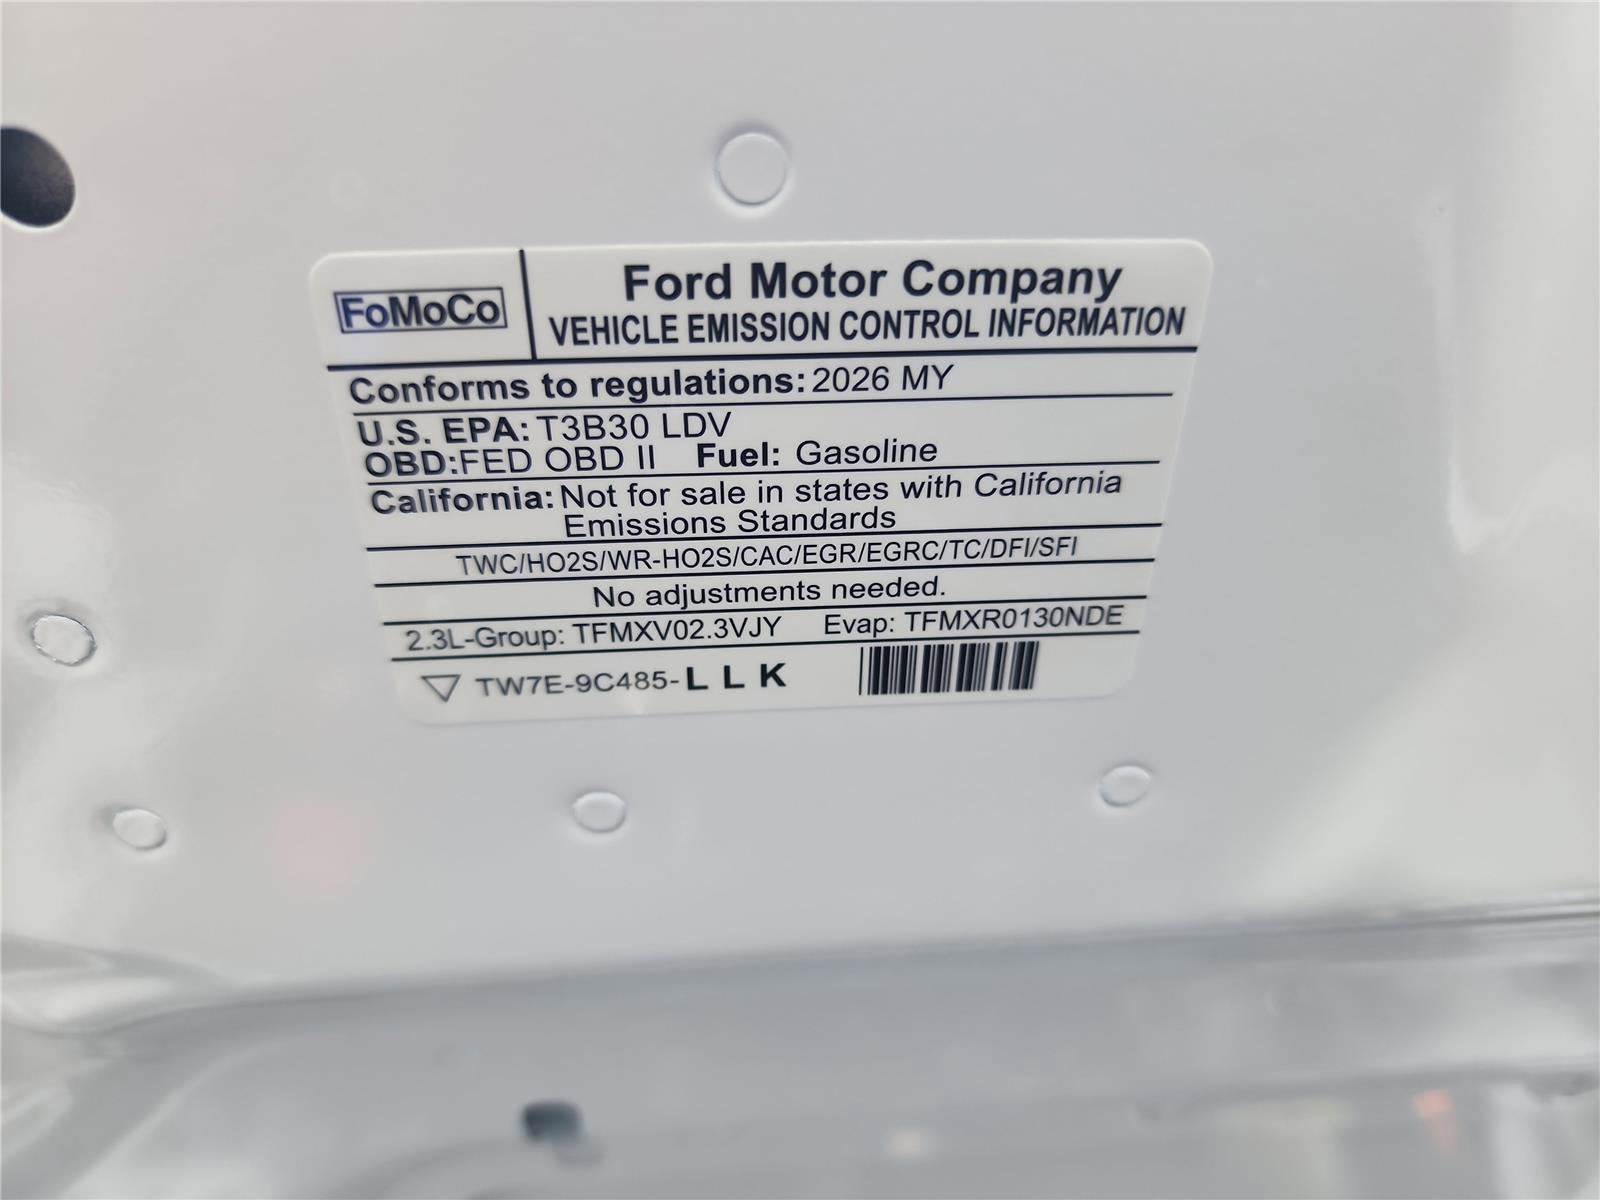 FoMoCo
Ford Motor Company
VEHICLE EMISSION CONTROL INFORMATION
Conforms to regulations: 2026 MY
U.S. EPA: T3B30 LDV
OBD:FED OBD II Fuel: Gasoline
California: Not for sale in states with California
Emissions Standards
TWC/HO2S/WR-HO2S/CAC/EGR/EGRC/TC/DFI/SFI
No adjustments needed.
2.3L-Group: TFMXV02.3VJY Evap: TFMXR0130NDE
TW7E-9C485-L L K